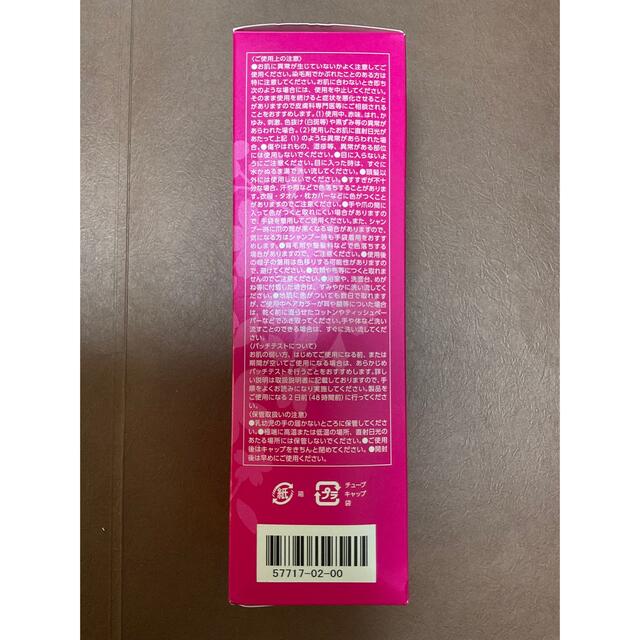 〈ご使用上の注意〉
●お肌に異常が生じていないかよく注意してご
使用ください。染毛剤でかぶれたことのある方は
特に注意してください。お肌に合わないとき即ち
次のような場合には、使用を中止してください。
そのまま使用を続けると症状を悪化させること
がありますので皮膚科専門医等にご相談される
ことをおすすめします。(1)使用中、赤味、はれ、か
ゆみ、刺激、色抜け(白斑等)や黒ずみ等の異常が
あらわれた場合。(2)使用したお肌に直射日光が
あたって上記(1)のような異常があらわれた場
合。●傷やはれもの、湿疹等、異常がある部位
には使用しないでください。●目に入らないよう
にご注意ください。目に入った時は、すぐに
水かぬるま湯で洗い流してください。●頭髪以
外には使用しないでください。●すすぎが不十
分な場合、汗や雨などで色落ちすることがありま
す。衣服・タオル・枕カバーなどに色がつくことが
ありますのでご注意ください。●手や爪の間に
入って色がつくと取れにくい場合がありますの
で、手袋を着用してご使用ください。また、シャン
プー時に爪の間が黒くなる場合がありますので、
気になる方はシャンプー時も手袋着用をおすす
めします。●育毛剤や整髪料などで色落ちする
場合がありますので、ご注意ください。●使用後
の帽子の着用は色移りする可能性がありますの
で、避けてください。●衣類や毛等につくと取れま
せんのでご注意ください。●浴室や、洗面台、めが
ね等に付着した場合は、すみやかに洗い流してく
ださい。●地肌に色がついても数日で取れます
が、ご使用中ヘアカラーが耳や顔等についた場合
は、乾く前に湿らせたコットンやティッシュペー
パーなどでふき取ってください。手や体など洗い
流すことのできる場合は、すぐに洗い流してくだ
さい。
〈パッチテストについて〉
お肌の弱い方、はじめてご使用になる前、または
期間が空いてご使用になる場合は、あらかじめ
パッチテストを行うことをおすすめします。詳し
い説明は取扱説明書に記載しておりますので、手
順をよくお読みになり実施してください。製品を
ご使用になる2日前(48時間前)に行ってくださ
い。
〈保管取扱いの注意〉
●乳幼児の手の届かないところに保管してくださ
い。●極端に高温または低温の場所、直射日光の
あたる場所には保管しないでください。●ご使用
後はキャップをきちんと閉めてください。●開封
後は早めにご使用ください。
紙 箱 プラ チューブ
キャップ
袋
57717-02-00